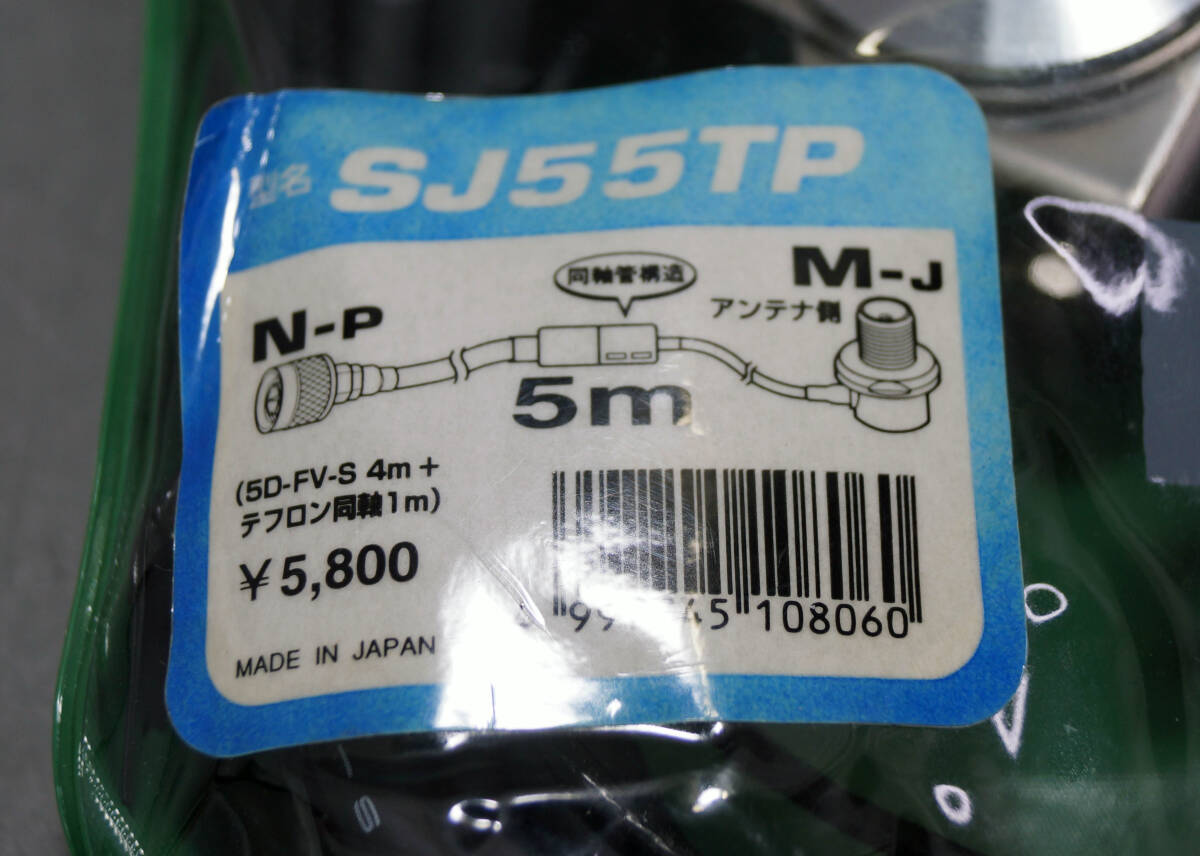 型名 SJ55TP
同軸管構造
M-J
アンテナ側
N-P
5m
(5D-FV-S 4m+
テフロン同軸1m)
¥5,800
MADE IN JAPAN
108060